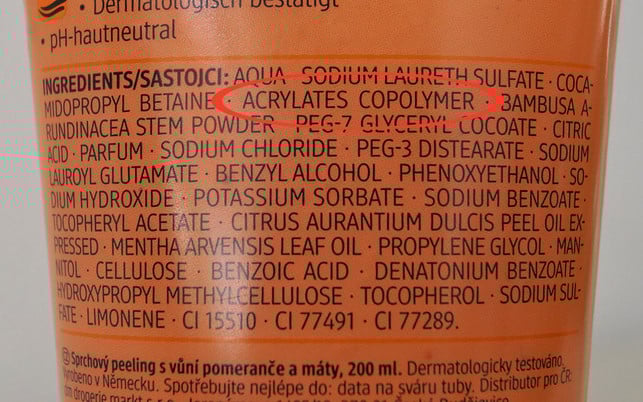 • Dermatologisch bestätigt
• pH-hautneutral
INGREDIENTS/SASTOJCI: AQUA · SODIUM LAURETH SULFATE · COCA-
MIDOPROPYL BETAINE · ACRYLATES COPOLYMER · BAMBUSA A-
RUNDINACEA STEM POWDER · PEG-7 GLYCERYL COCOATE · CITRIC
ACID · PARFUM · SODIUM CHLORIDE · PEG-3 DISTEARATE · SODIUM
LAUROYL GLUTAMATE · BENZYL ALCOHOL · PHENOXYETHANOL · SO-
DIUM HYDROXIDE · POTASSIUM SORBATE · SODIUM BENZOATE ·
TOCOPHERYL ACETATE · CITRUS AURANTIUM DULCIS PEEL OIL EX-
PRESSED · MENTHA ARVENSIS LEAF OIL · PROPYLENE GLYCOL · MAN-
NITOL · CELLULOSE · BENZOIC ACID · DENATONIUM BENZOATE ·
HYDROXYPROPYL METHYLCELLULOSE · TOCOPHEROL · SODIUM SUL-
FATE · LIMONENE · CI 15510 · CI 77491 · CI 77289.
Sprchový peeling s vůní pomeranče a máty, 200 ml. Dermatologicky testováno.
Vyrobeno v Německu. Spotřebujte nejlépe do: data na sváru tuby. Distributor pro ČR:
dm drogerie markt s.r.o.